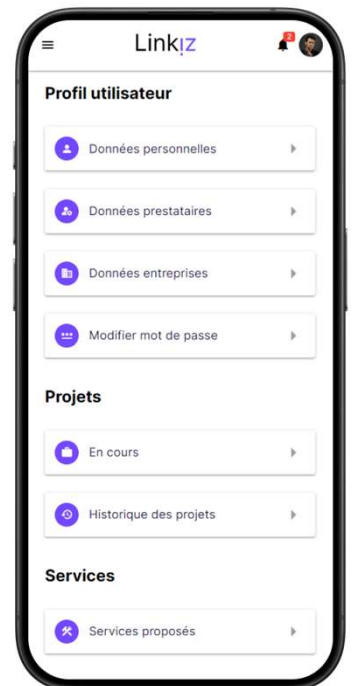 Linkiz
2
Profil utilisateur
Données personnelles
Données prestataires
Données entreprises
Modifier mot de passe
Projets
En cours
Historique des projets
Services
Services proposés